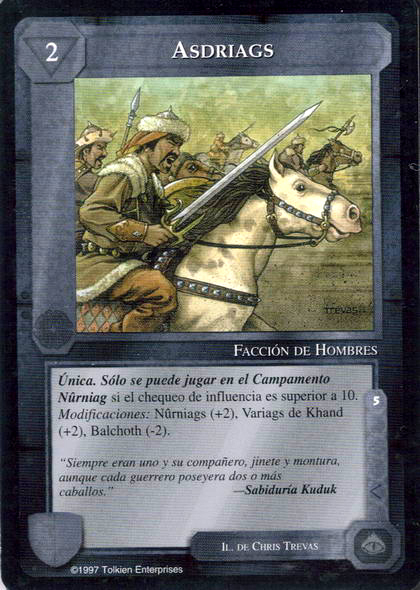 2
ASDRIAGS
TREVAS
FACCIÓN DE HOMBRES
Única. Sólo se puede jugar en el Campamento
Nûrniag si el chequeo de influencia es superior a 10.
Modificaciones: Nûrniags (+2), Variags de Khand
(+2), Balchoth (-2).
5
“Siempre eran uno y su compañero, jinete y montura,
aunque cada guerrero poseyera dos o más
caballos.” —Sabiduría Kuduk
IL. DE CHRIS TREVAS
©1997 Tolkien Enterprises